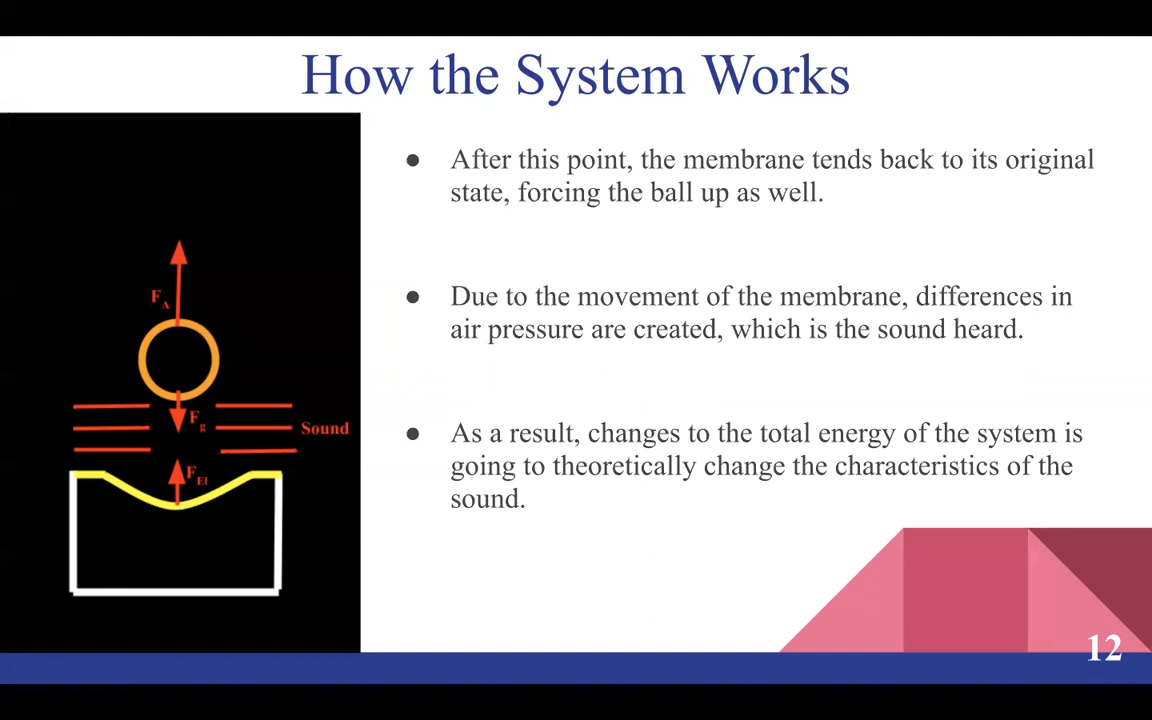 How the System Works
● After this point, the membrane tends back to its original
state, forcing the ball up as well.
● Due to the movement of the membrane, differences in
air pressure are created, which is the sound heard.
● As a result, changes to the total energy of the system is
going to theoretically change the characteristics of the
sound.
F_A
F_g
Sound
F_El
12